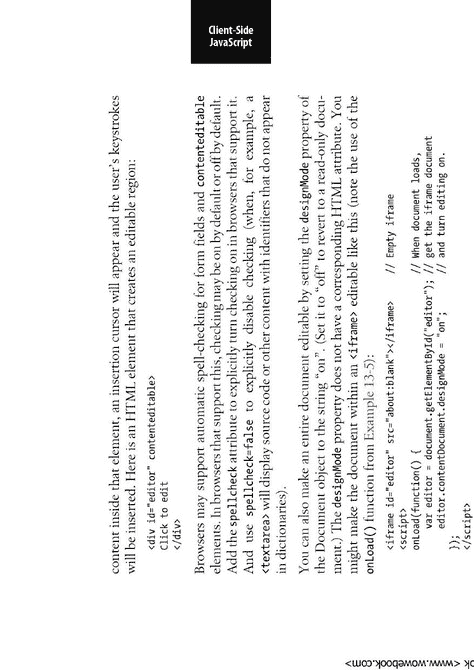 Client-Side
JavaScript
content inside that element, an insertion cursor will appear and the user's keystrokes
will be inserted. Here is an HTML element that creates an editable region:
<div id="editor" contenteditable>
Click to edit
</div>
Browsers may support automatic spell-checking for form fields and contenteditable
elements. In browsers that support this, checking may be on by default or off by default.
Add the spellcheck attribute to explicitly turn checking on in browsers that support it.
And use spellcheck=false to explicitly disable checking (when, for example, a
<textarea> will display source code or other content with identifiers that do not appear
in dictionaries).
You can also make an entire document editable by setting the designMode property of
the Document object to the string “on”. (Set it to “off” to revert to a read-only docu-
ment.) The designMode property does not have a corresponding HTML attribute. You
might make the document within an <iframe> editable like this (note the use of the
onLoad() function from Example 13-5):
<iframe id="editor" src="about:blank"></iframe> // Empty iframe
<script>
onLoad(function() { // When document loads,
var editor = document.getElementById("editor"); // get the iframe document
editor.contentDocument.designMode = "on"; // and turn editing on.
});
</script>
ok <www.wowebook.com>